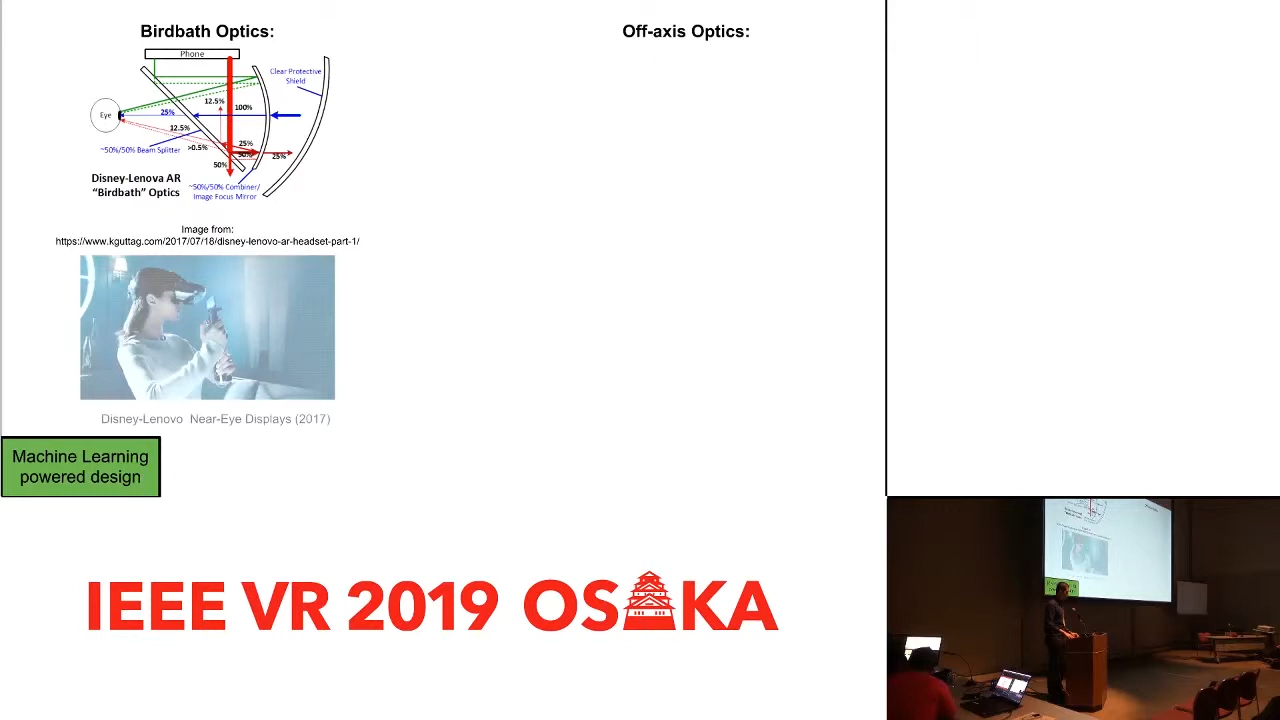 Birdbath Optics:
Off-axis Optics:
Phone
Clear Protective
Shield
12.5%
100%
Eye
25%
12.5%
~50%/50% Beam Splitter
>0.5%
25%
50%
25%
50%
Disney-Lenova AR
"Birdbath" Optics
~50%/50% Combiner/
Image Focus Mirror
Image from:
https://www.kguttag.com/2017/07/18/disney-lenovo-ar-headset-part-1/
Disney-Lenovo Near-Eye Displays (2017)
Machine Learning
powered design
IEEE VR 2019 OSAKA